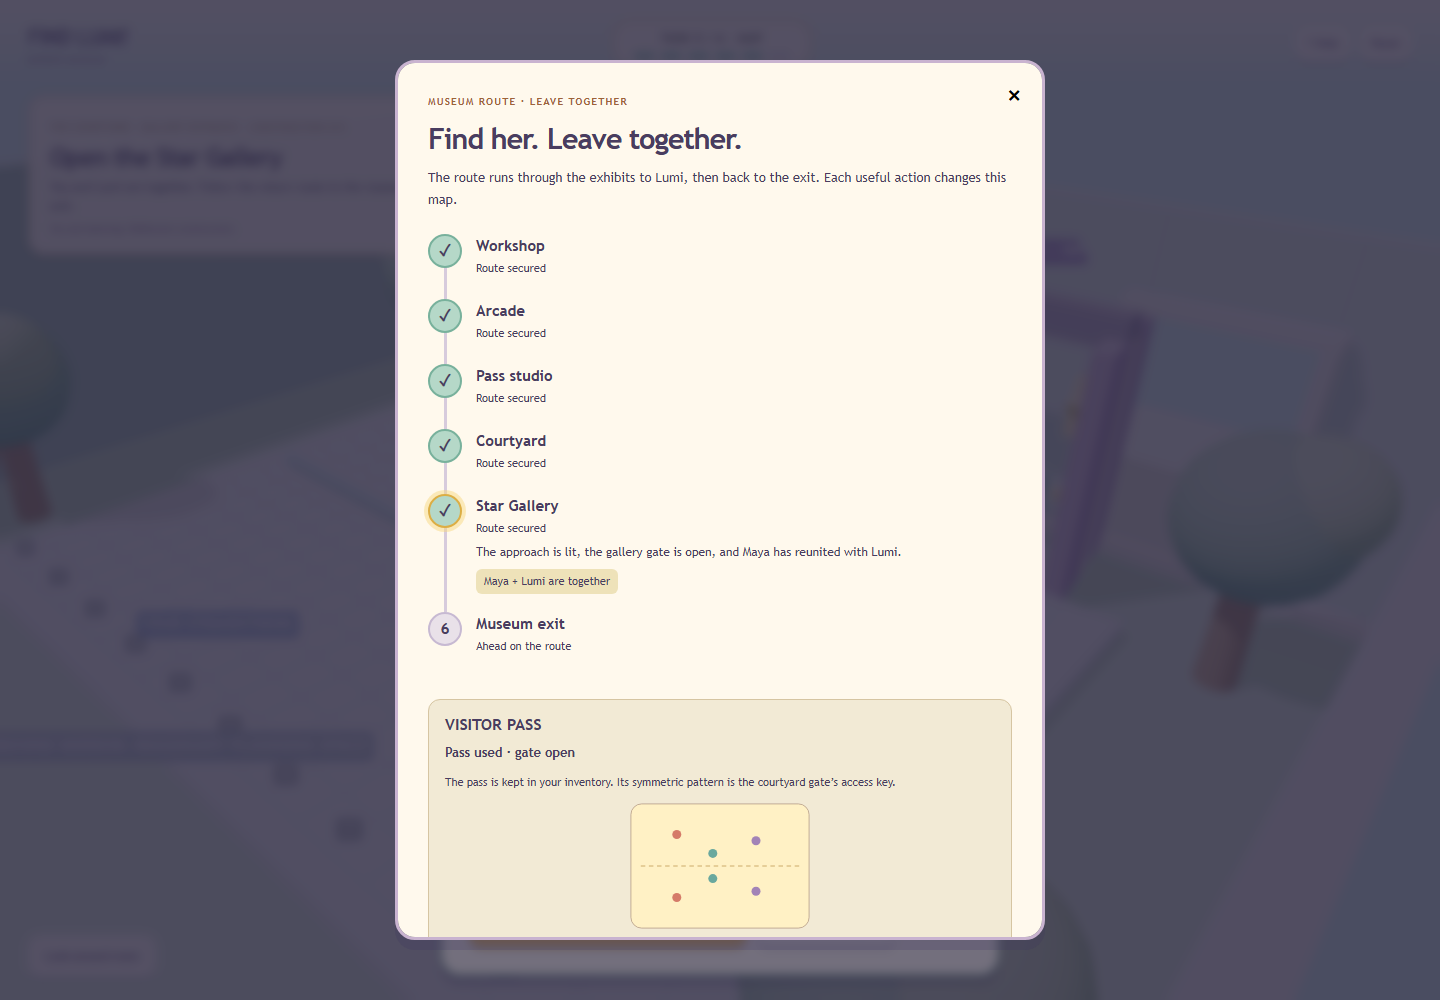 MUSEUM ROUTE · LEAVE TOGETHER
×
Find her. Leave together.
The route runs through the exhibits to Lumi, then back to the exit. Each useful action changes this
map.
✓ Workshop
Route secured
✓ Arcade
Route secured
✓ Pass studio
Route secured
✓ Courtyard
Route secured
✓ Star Gallery
Route secured
The approach is lit, the gallery gate is open, and Maya has reunited with Lumi.
Maya + Lumi are together
6 Museum exit
Ahead on the route
VISITOR PASS
Pass used · gate open
The pass is kept in your inventory. Its symmetric pattern is the courtyard gate’s access key.
Open the Star Gallery